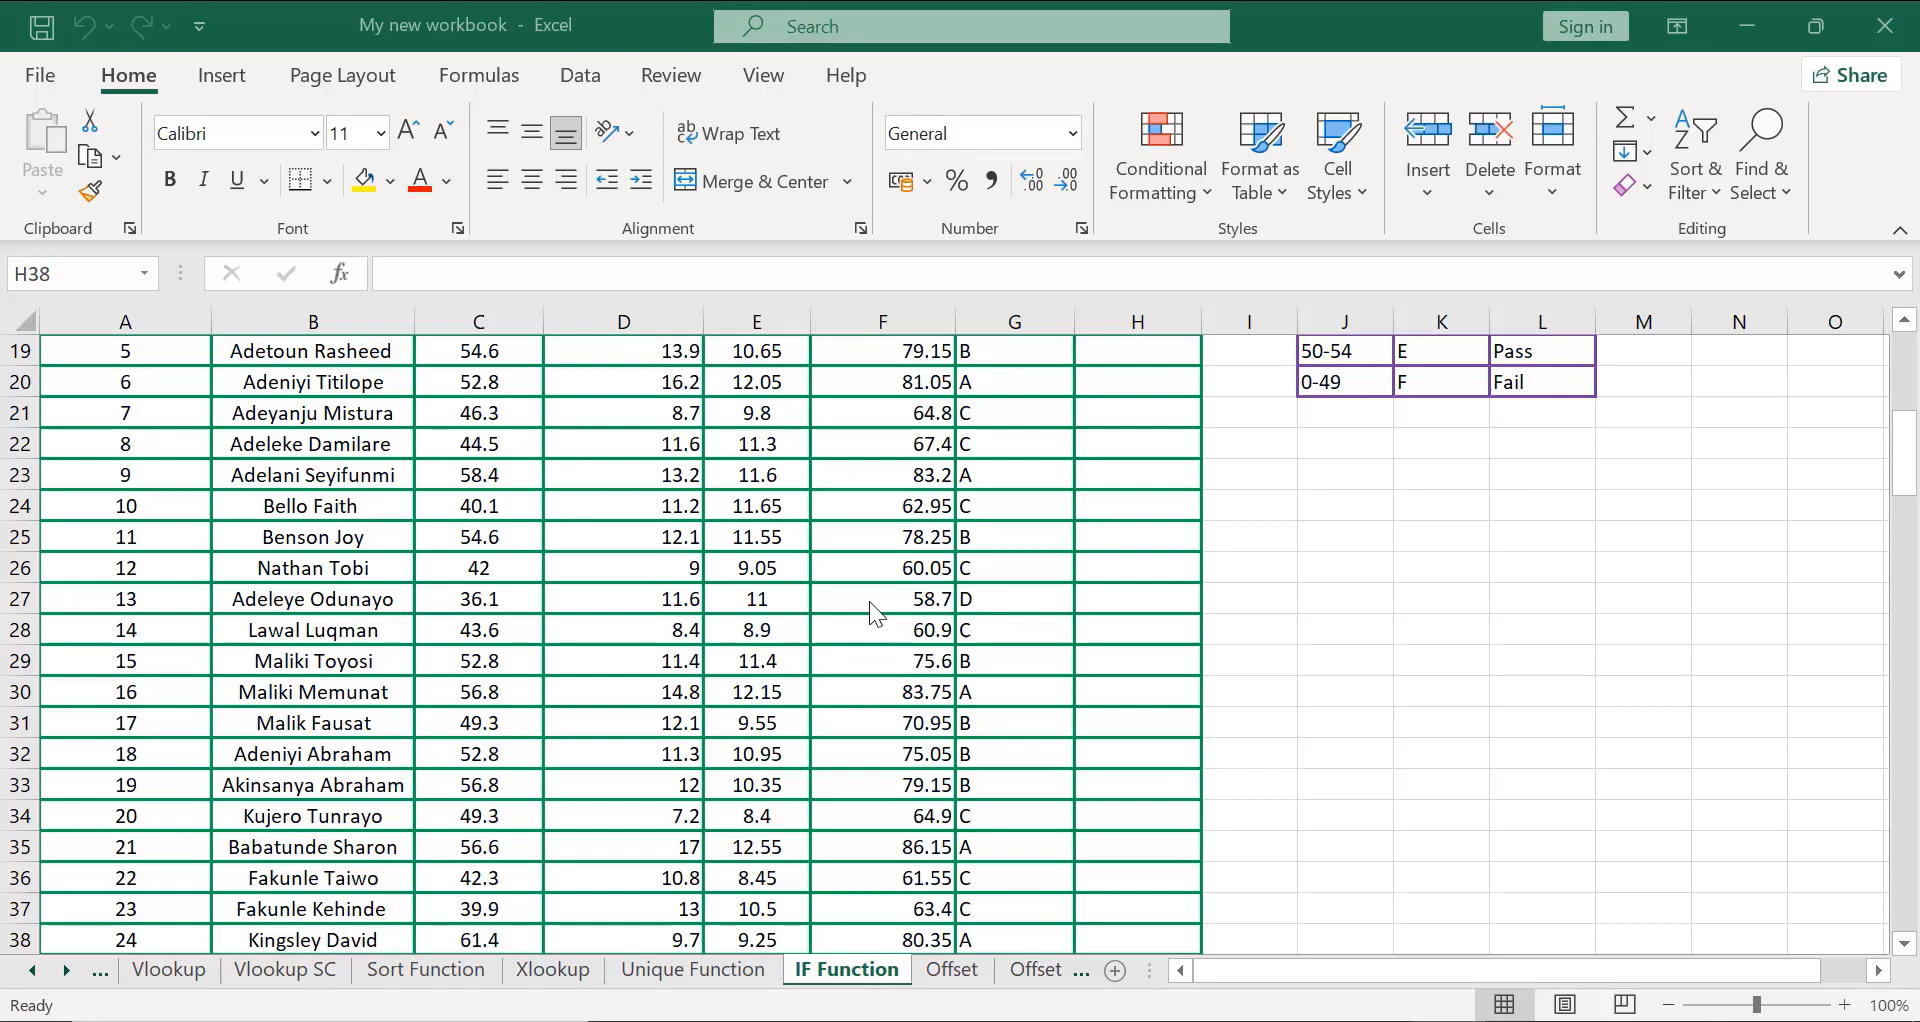 My new workbook - Excel
Search
Sign in
File Home Insert Page Layout Formulas Data Review View Help Share
Paste
Clipboard
Calibri 11
B I U A
Font
ab Wrap Text
Merge & Center
Alignment
General
% 9 .00
Number
Conditional Formatting
Format as Table
Cell Styles
Styles
Insert Delete Format
Cells
Sort & Filter
Find & Select
Editing
H38 fx
A B C D E F G H I J K L M N O
19 5 Adetoun Rasheed 54.6 13.9 10.65 79.15 B 50-54 E Pass
20 6 Adeniyi Titilope 52.8 16.2 12.05 81.05 A 0-49 F Fail
21 7 Adeyanju Mistura 46.3 8.7 9.8 64.8 C
22 8 Adeleke Damilare 44.5 11.6 11.3 67.4 C
23 9 Adelani Seyifunmi 58.4 13.2 11.6 83.2 A
24 10 Bello Faith 40.1 11.2 11.65 62.95 C
25 11 Benson Joy 54.6 12.1 11.55 78.25 B
26 12 Nathan Tobi 42 9 9.05 60.05 C
27 13 Adeleye Odunayo 36.1 11.6 11 58.7 D
28 14 Lawal Luqman 43.6 8.4 8.9 60.9 C
29 15 Maliki Toyosi 52.8 11.4 11.4 75.6 B
30 16 Maliki Memunat 56.8 14.8 12.15 83.75 A
31 17 Malik Fausat 49.3 12.1 9.55 70.95 B
32 18 Adeniyi Abraham 52.8 11.3 10.95 75.05 B
33 19 Akinsanya Abraham 56.8 12 10.35 79.15 B
34 20 Kujero Tunrayo 49.3 7.2 8.4 64.9 C
35 21 Babatunde Sharon 56.6 17 12.55 86.15 A
36 22 Fakunle Taiwo 42.3 10.8 8.45 61.55 C
37 23 Fakunle Kehinde 39.9 13 10.5 63.4 C
38 24 Kingsley David 61.4 9.7 9.25 80.35 A
... Vlookup Vlookup SC Sort Function Xlookup Unique Function IF Function Offset Offset ...
Ready 100%